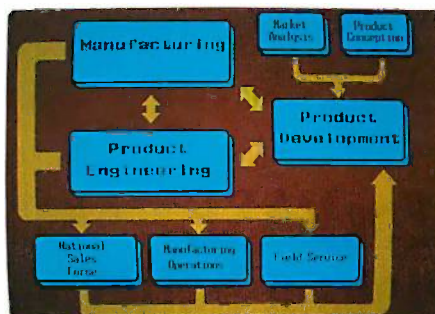 Manufacturing
Market
Analysis
Product
Conception
Product
Development
Product
Engineering
National
Sales
Force
Manufacturing
Operations
Field Service